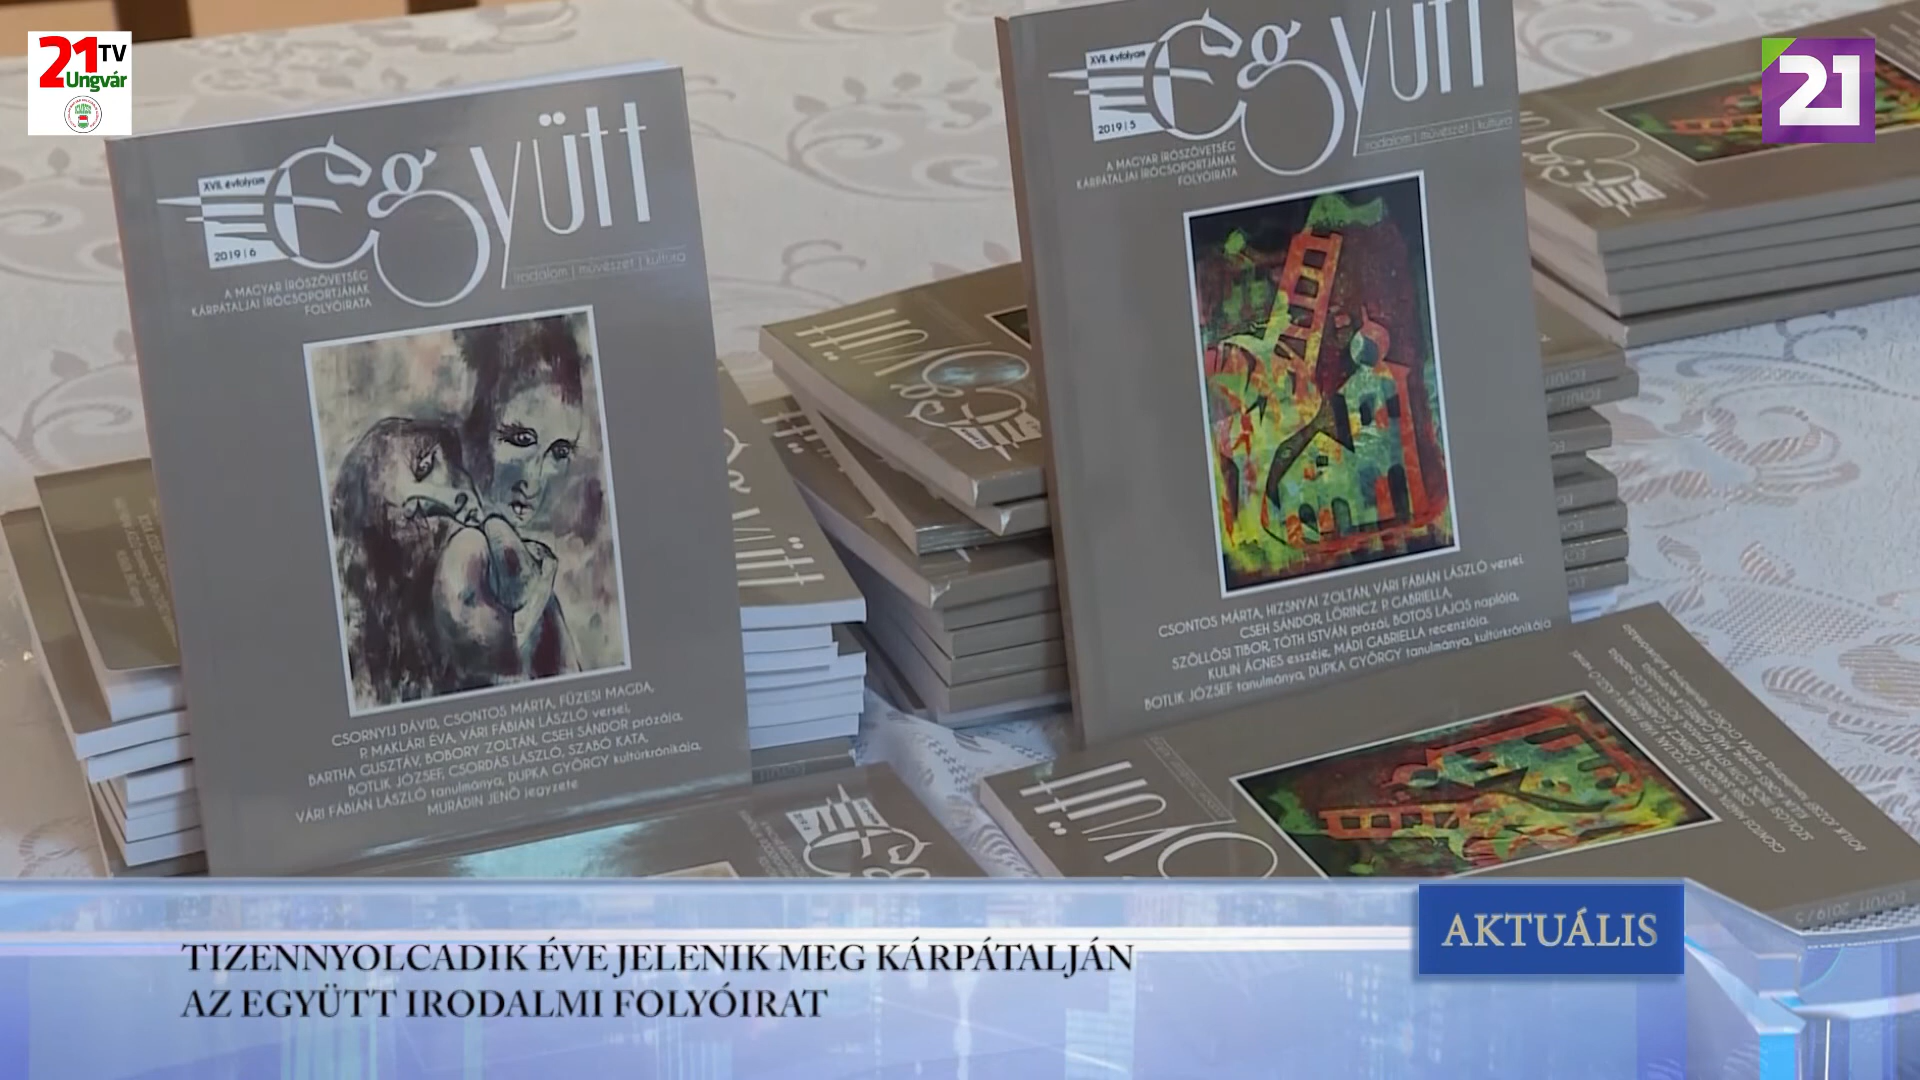 21 TV
Ungvár
21
XVII. évfolyam
Együtt
2019 | 6
irodalom | művészet | kultúra
A MAGYAR ÍRÓSZÖVETSÉG
KÁRPÁTALJAI ÍRÓCSOPORTJÁNAK
FOLYÓIRATA
CSORNYIJ DÁVID, CSONTOS MÁRTA, FÜZESI MAGDA,
P. MAKLÁRI ÉVA, VÁRI FÁBIÁN LÁSZLÓ versei,
BARTHA GUSZTÁV, BOBORY ZOLTÁN, CSEH SÁNDOR prózája,
BOTLIK JÓZSEF, CSORDÁS LÁSZLÓ, SZABÓ KATA,
VÁRI FÁBIÁN LÁSZLÓ tanulmánya, DUPKA GYÖRGY kultúrkrónikája,
MURÁDIN JENŐ jegyzete
XVII. évfolyam
Együtt
2019 | 5
irodalom | művészet | kultúra
A MAGYAR ÍRÓSZÖVETSÉG
KÁRPÁTALJAI ÍRÓCSOPORTJÁNAK
FOLYÓIRATA
CSONTOS MÁRTA, HIZSNYAI ZOLTÁN, VÁRI FÁBIÁN LÁSZLÓ versei,
CSEH SÁNDOR, LŐRINCZ P. GABRIELLA,
SZÖLLŐSI TIBOR, TÓTH ISTVÁN prózái, BOTOS LAJOS naplója,
KULIN ÁGNES esszéje, MÁDI GABRIELLA recenziója,
BOTLIK JÓZSEF tanulmánya, DUPKA GYÖRGY tanulmánya, kultúrkrónikája
EGYÜTT 2019 / 5
AKTUÁLIS
TIZENNYOLCADIK ÉVE JELENIK MEG KÁRPÁTALJÁN
AZ EGYÜTT IRODALMI FOLYÓIRAT